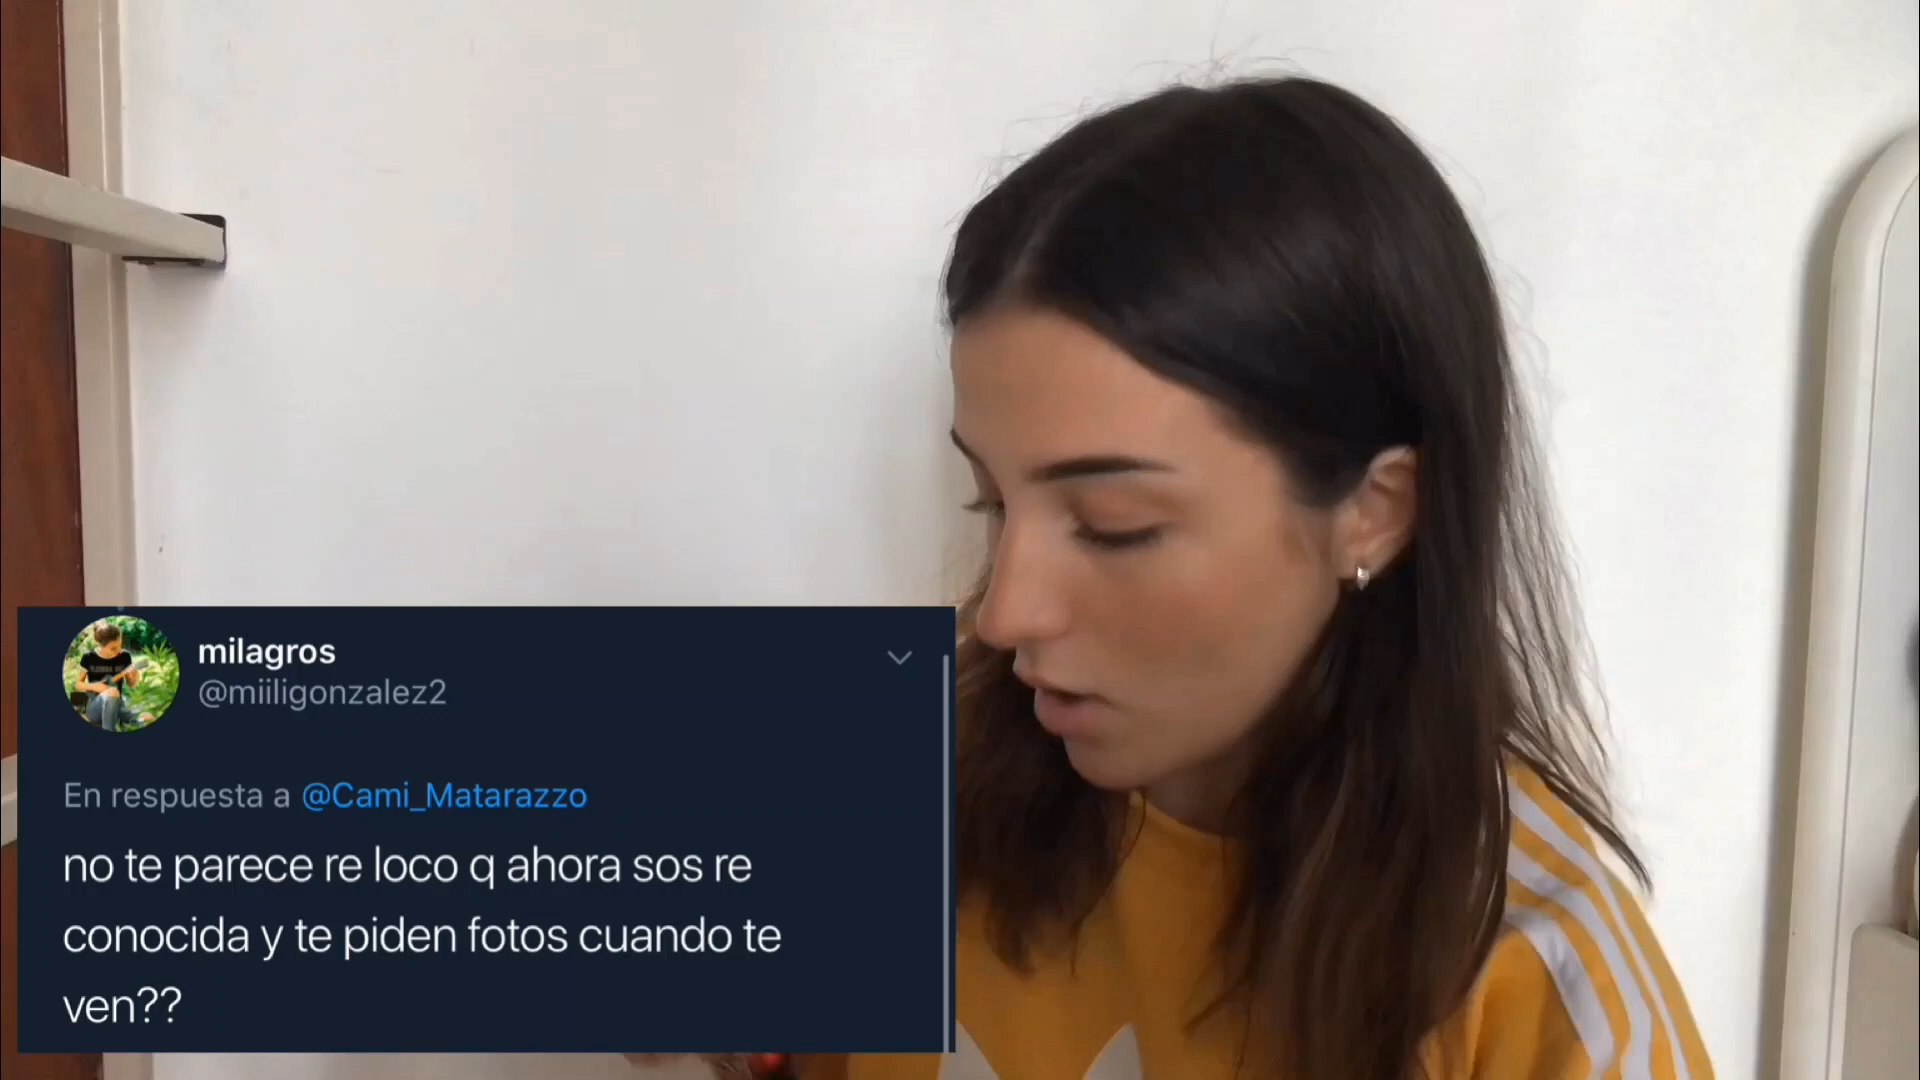 milagros
@miiligonzalez2
En respuesta a @Cami_Matarazzo
no te parece re loco q ahora sos re
conocida y te piden fotos cuando te
ven??